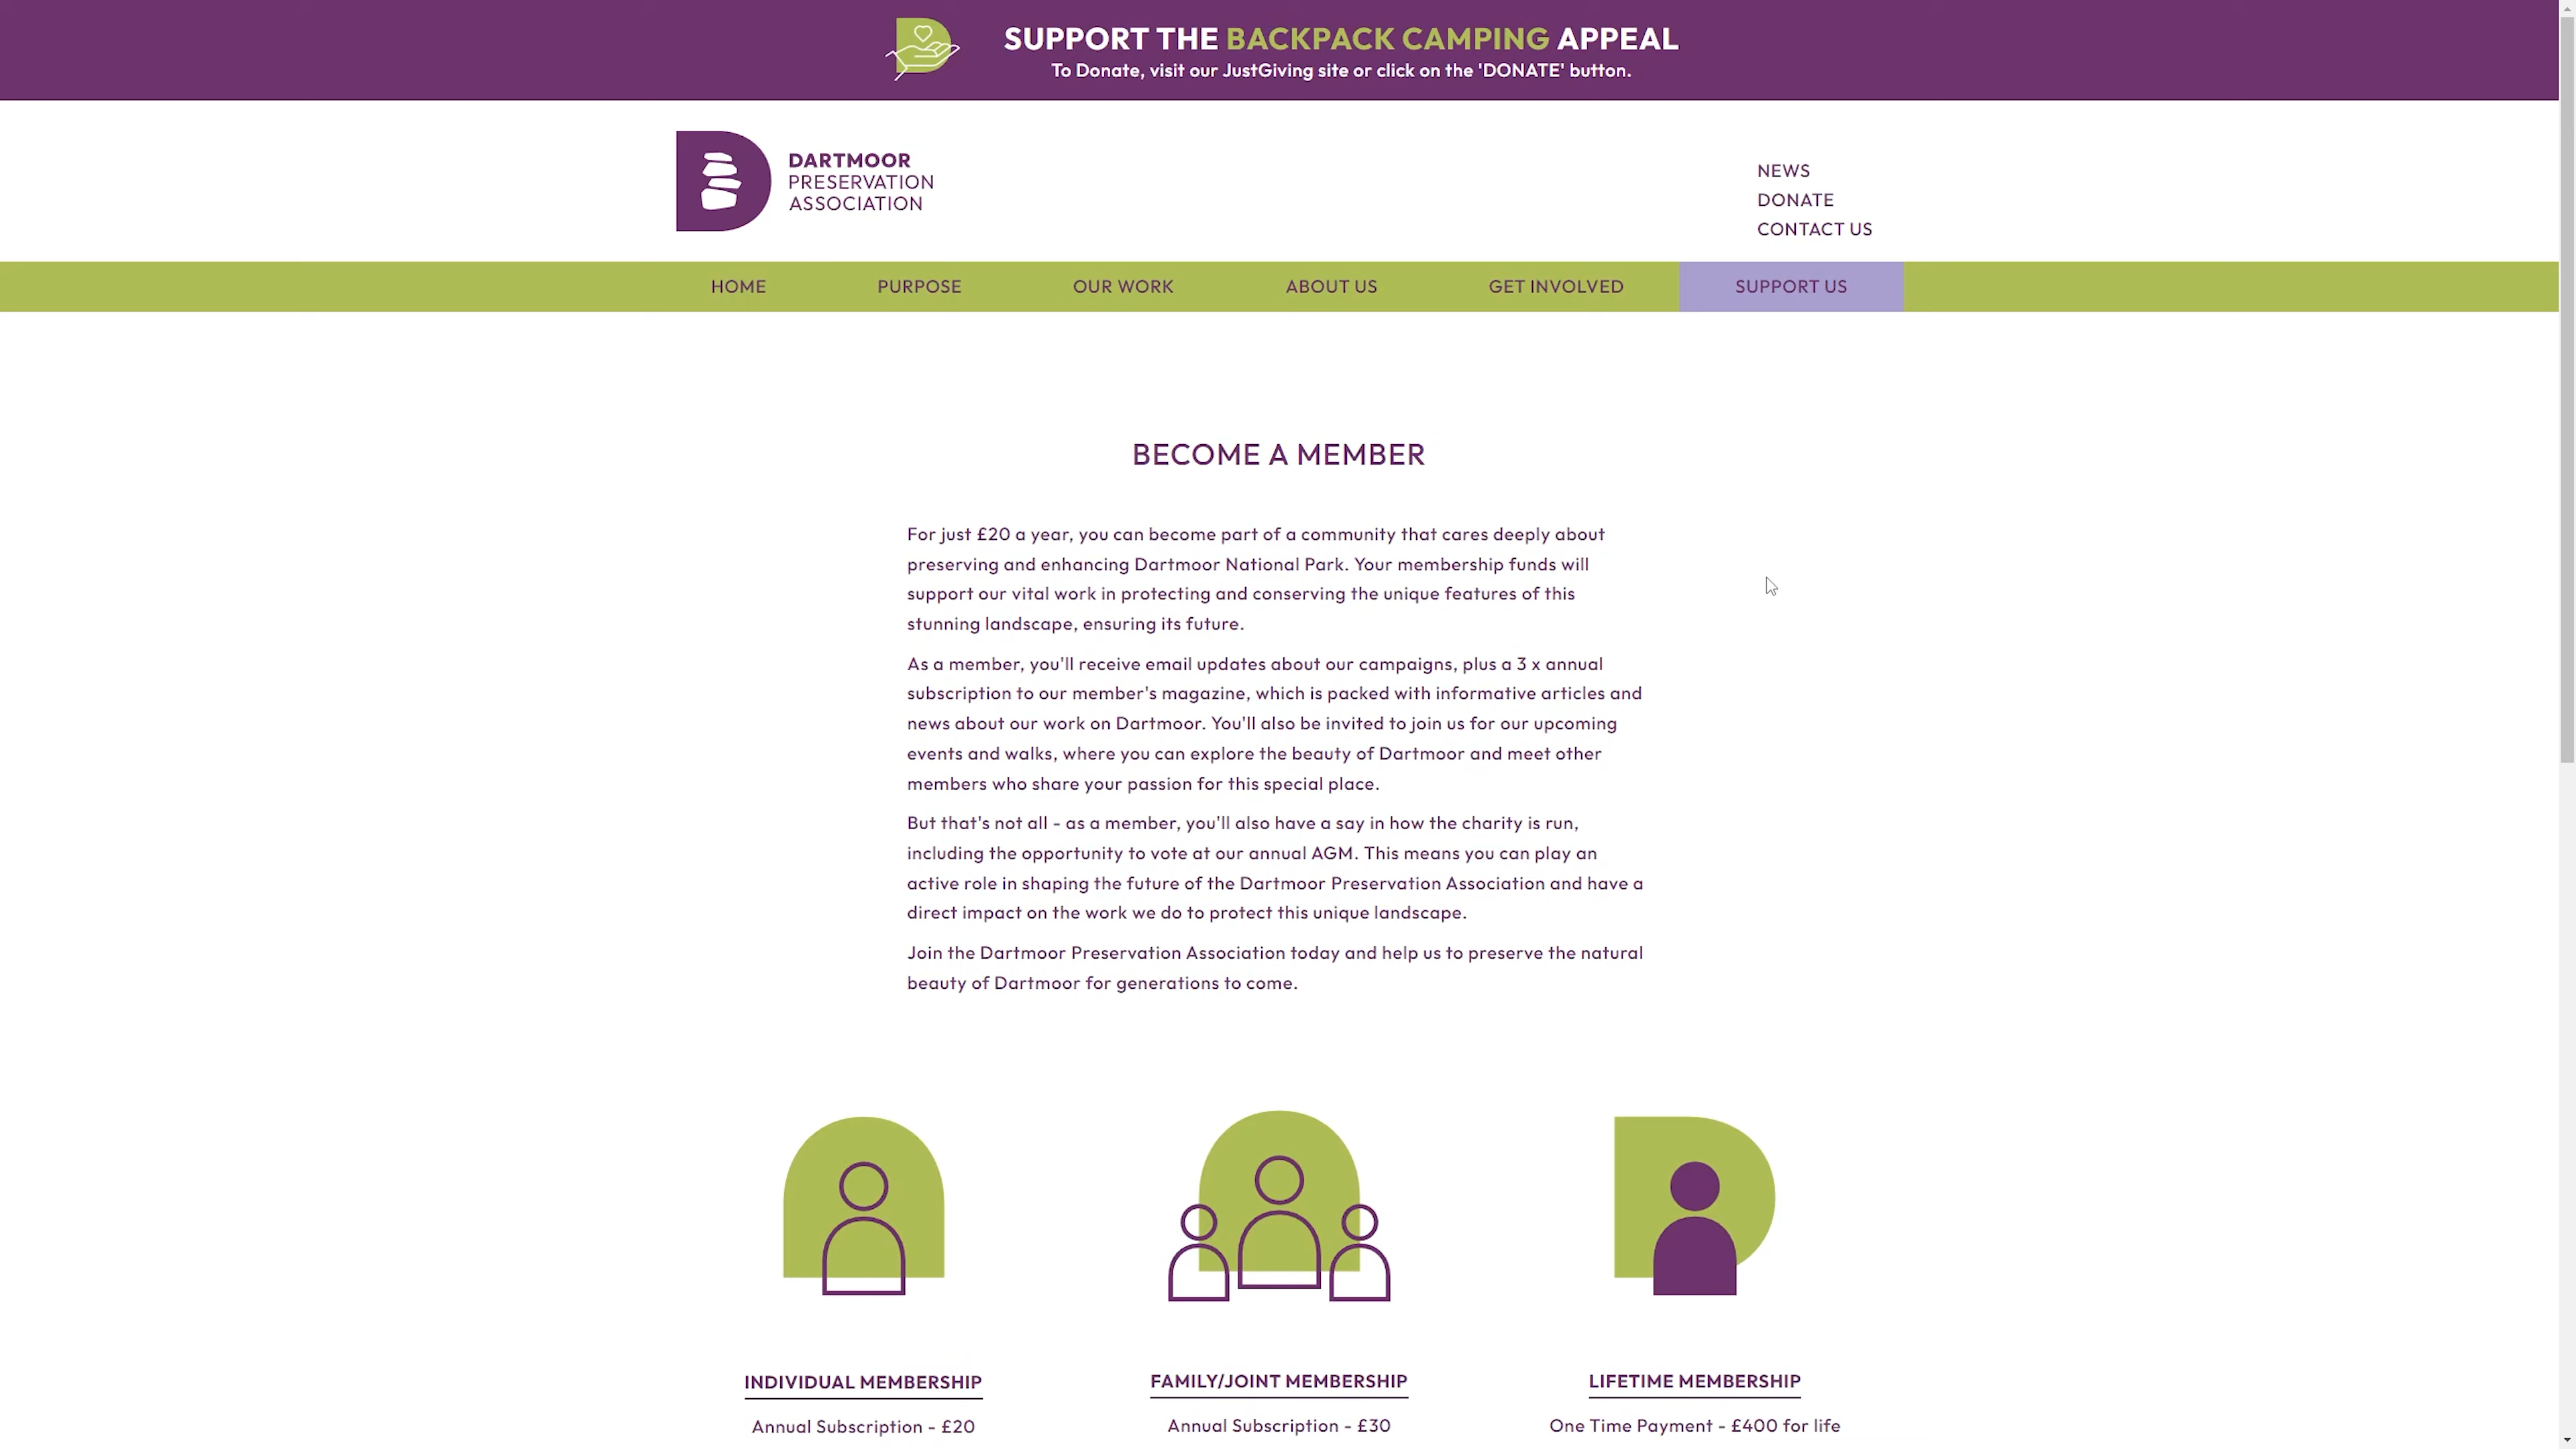 SUPPORT THE BACKPACK CAMPING APPEAL
To Donate, visit our JustGiving site or click on the 'DONATE' button.
DARTMOOR
PRESERVATION
ASSOCIATION
NEWS
DONATE
CONTACT US
HOME PURPOSE OUR WORK ABOUT US GET INVOLVED SUPPORT US
BECOME A MEMBER
For just £20 a year, you can become part of a community that cares deeply about
preserving and enhancing Dartmoor National Park. Your membership funds will
support our vital work in protecting and conserving the unique features of this
stunning landscape, ensuring its future.
As a member, you'll receive email updates about our campaigns, plus a 3 x annual
subscription to our member's magazine, which is packed with informative articles and
news about our work on Dartmoor. You'll also be invited to join us for our upcoming
events and walks, where you can explore the beauty of Dartmoor and meet other
members who share your passion for this special place.
But that's not all - as a member, you'll also have a say in how the charity is run,
including the opportunity to vote at our annual AGM. This means you can play an
active role in shaping the future of the Dartmoor Preservation Association and have a
direct impact on the work we do to protect this unique landscape.
Join the Dartmoor Preservation Association today and help us to preserve the natural
beauty of Dartmoor for generations to come.
INDIVIDUAL MEMBERSHIP
Annual Subscription - £20
FAMILY/JOINT MEMBERSHIP
Annual Subscription - £30
LIFETIME MEMBERSHIP
One Time Payment - £400 for life